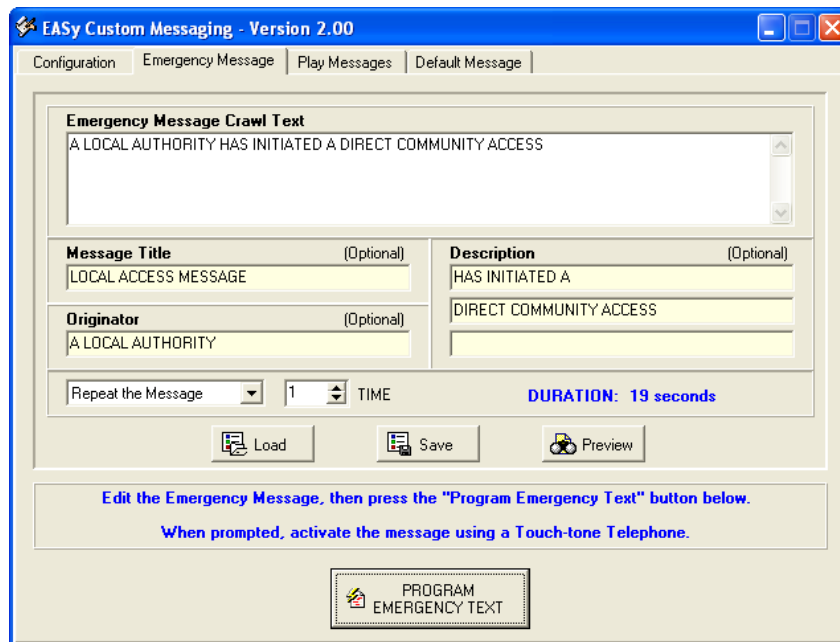 EASy Custom Messaging - Version 2.00
Configuration Emergency Message Play Messages Default Message
Emergency Message Crawl Text
A LOCAL AUTHORITY HAS INITIATED A DIRECT COMMUNITY ACCESS
Message Title (Optional)
LOCAL ACCESS MESSAGE
Originator (Optional)
A LOCAL AUTHORITY
Description (Optional)
HAS INITIATED A
DIRECT COMMUNITY ACCESS
Repeat the Message 1 TIME DURATION: 19 seconds
Load Save Preview
Edit the Emergency Message, then press the "Program Emergency Text" button below.
When prompted, activate the message using a Touch-tone Telephone.
PROGRAM
EMERGENCY TEXT